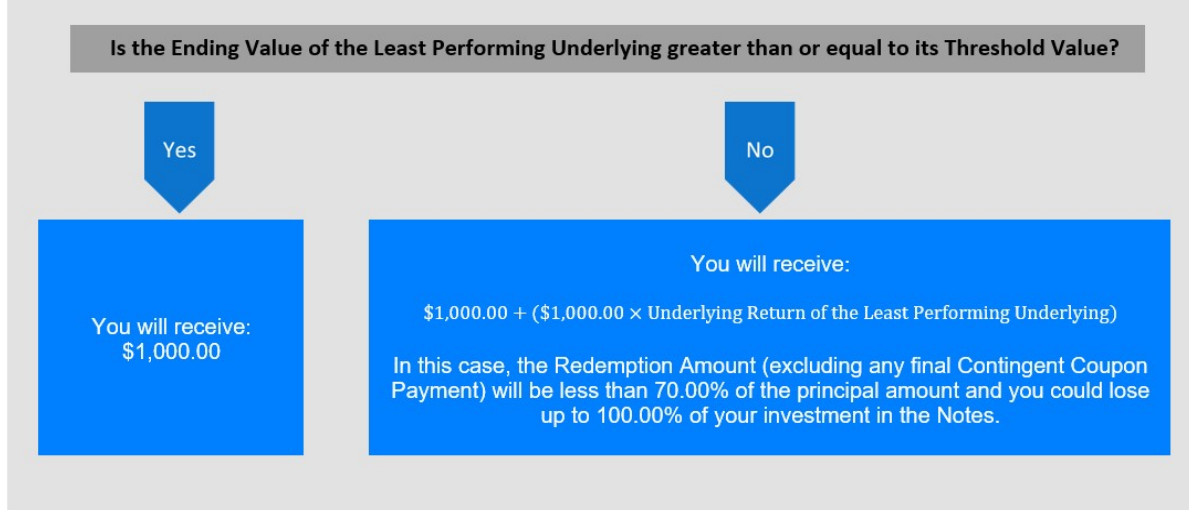 Is the Ending Value of the Least Performing Underlying greater than or equal to its Threshold Value?
Yes
No
You will receive:
$1,000.00
You will receive:
$1,000.00 + ($1,000.00 × Underlying Return of the Least Performing Underlying)
In this case, the Redemption Amount (excluding any final Contingent Coupon
Payment) will be less than 70.00% of the principal amount and you could lose
up to 100.00% of your investment in the Notes.